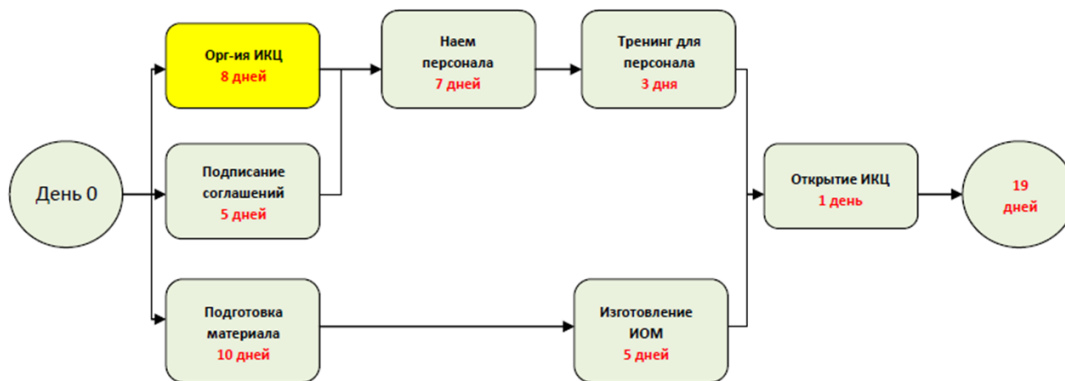 Орг-ия ИКЦ
8 дней
Наем
персонала
7 дней
Тренинг для
персонала
3 дня
День 0
Подписание
соглашений
5 дней
Открытие ИКЦ
1 день
19
дней
Подготовка
материала
10 дней
Изготовление
ИОМ
5 дней